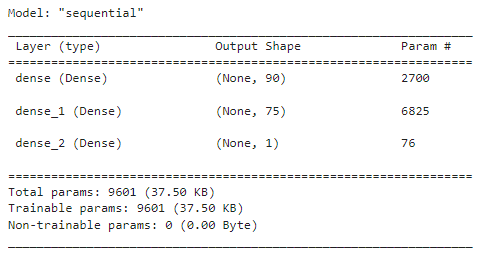 Model: "sequential"
_________________________________________________________________
Layer (type) Output Shape Param #
=================================================================
dense (Dense) (None, 90) 2700
dense_1 (Dense) (None, 75) 6825
dense_2 (Dense) (None, 1) 76
=================================================================
Total params: 9601 (37.50 KB)
Trainable params: 9601 (37.50 KB)
Non-trainable params: 0 (0.00 Byte)
_________________________________________________________________